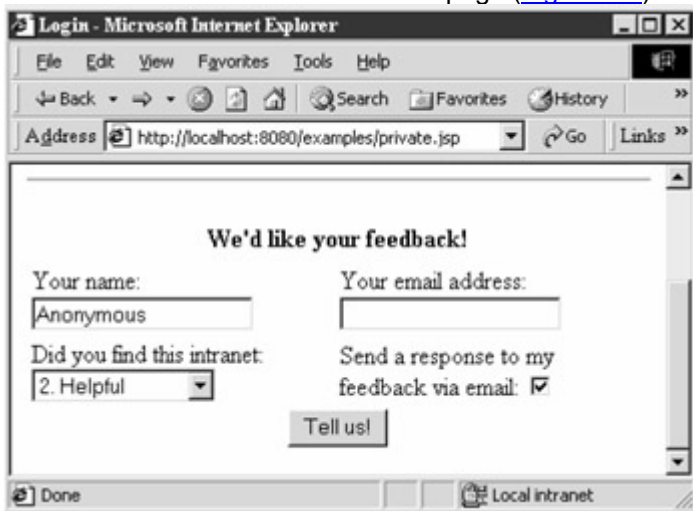 Login - Microsoft Internet Explorer
File Edit View Favorites Tools Help
Back Search Favorites History »
Address http://localhost:8080/examples/private.jsp Go Links »
We'd like your feedback!
Your name: Your email address:
Anonymous
Did you find this intranet: Send a response to my
2. Helpful feedback via email:
Tell us!
Done Local intranet